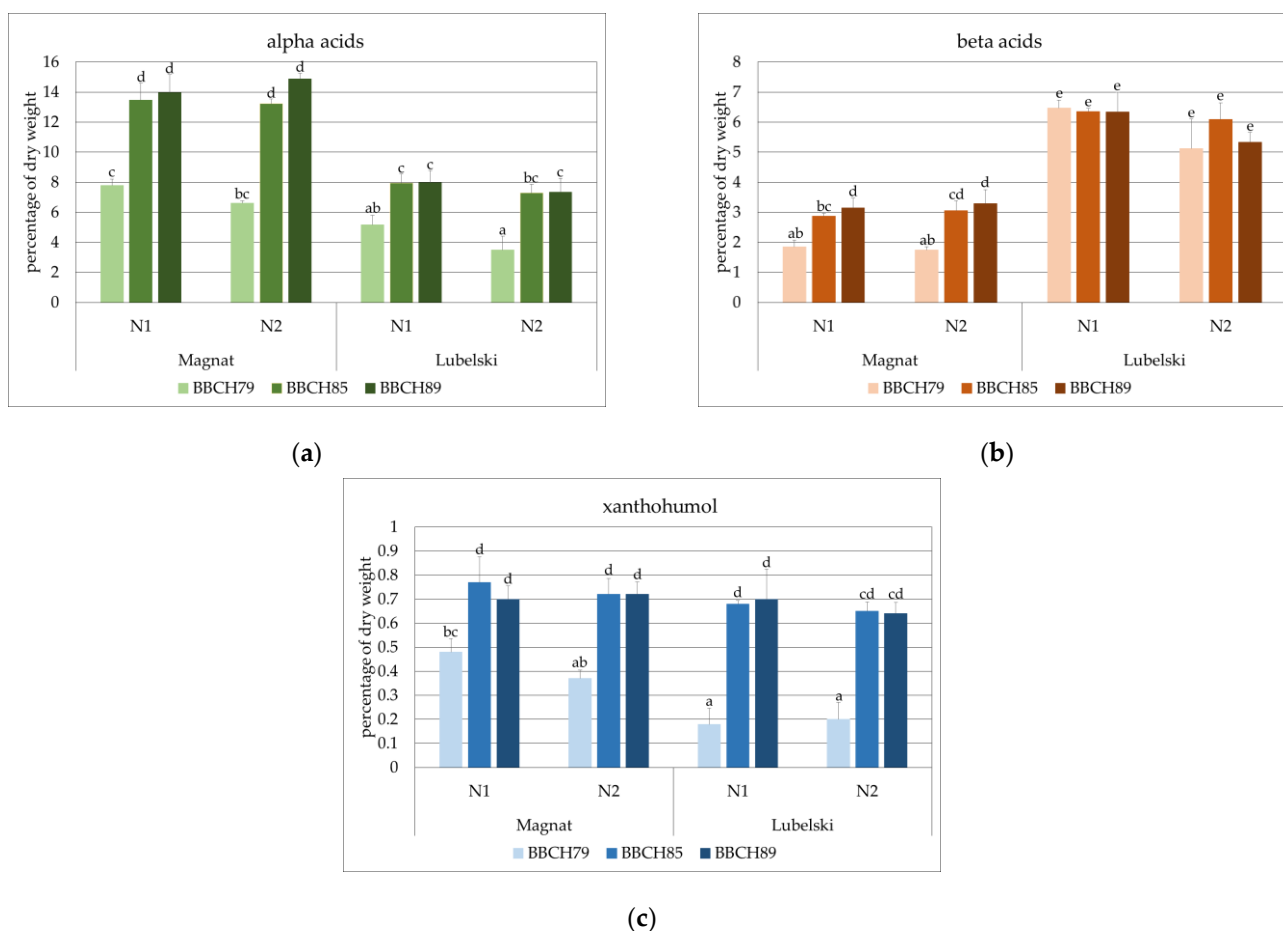 alpha acids
percentage of dry weight
16
14
12
10
8
6
4
2
0
c d d bc d d ab c c a bc c
N1 N2 N1 N2
Magnat Lubelski
BBCH79 BBCH85 BBCH89
(a)
beta acids
percentage of dry weight
8
7
6
5
4
3
2
1
0
ab bc d ab cd d e e e e e e
N1 N2 N1 N2
Magnat Lubelski
BBCH79 BBCH85 BBCH89
(b)
xanthohumol
percentage of dry weight
1
0.9
0.8
0.7
0.6
0.5
0.4
0.3
0.2
0.1
0
bc d d ab d d a d d a cd cd
N1 N2 N1 N2
Magnat Lubelski
BBCH79 BBCH85 BBCH89
(c)